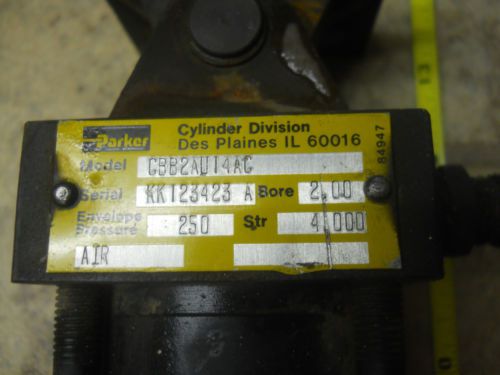 Parker
Cylinder Division
Des Plaines IL 60016
84947
Model CBB2AU14AC
Serial KK123423 A Bore 2.00
Envelope Pressure 250 Str 4.000
AIR
13